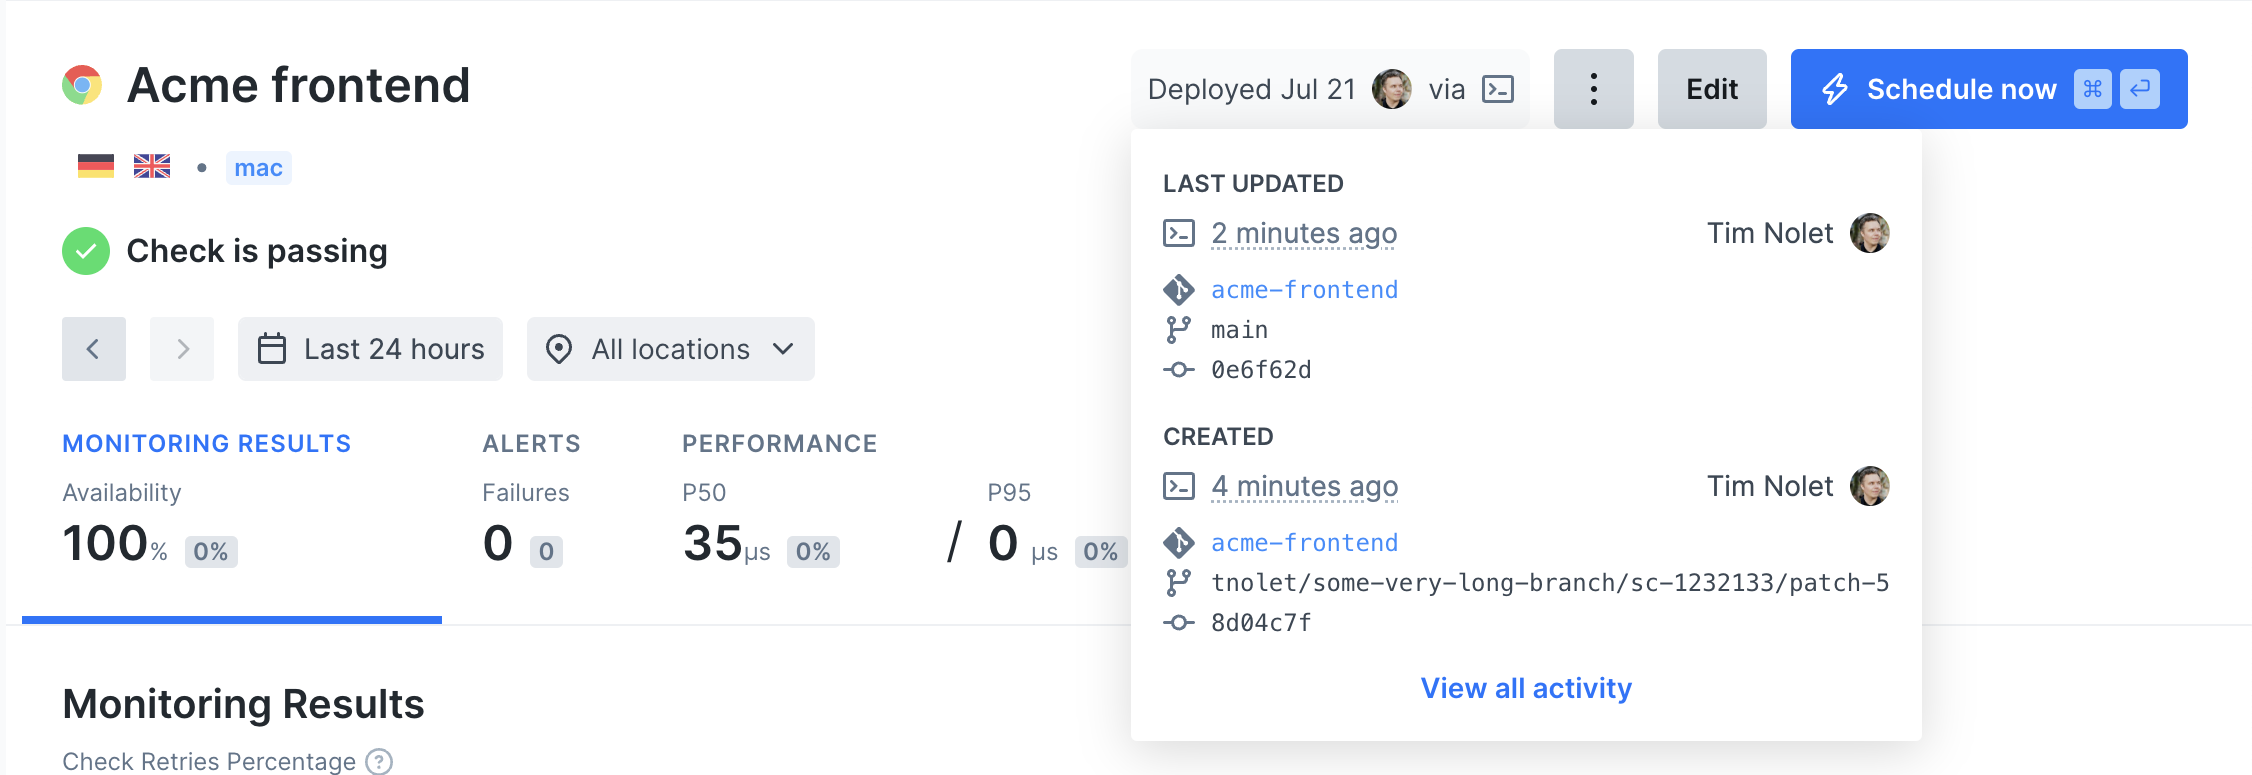 Acme frontend
Deployed Jul 21 via
Edit
Schedule now
mac
Check is passing
Last 24 hours
All locations
MONITORING RESULTS
ALERTS
PERFORMANCE
Availability
Failures
P50
P95
100% 0%
0 0
35µs 0%
/ 0 µs 0%
LAST UPDATED
2 minutes ago Tim Nolet
acme-frontend
main
0e6f62d
CREATED
4 minutes ago Tim Nolet
acme-frontend
tnolet/some-very-long-branch/sc-1232133/patch-5
8d04c7f
View all activity
Monitoring Results
Check Retries Percentage ?